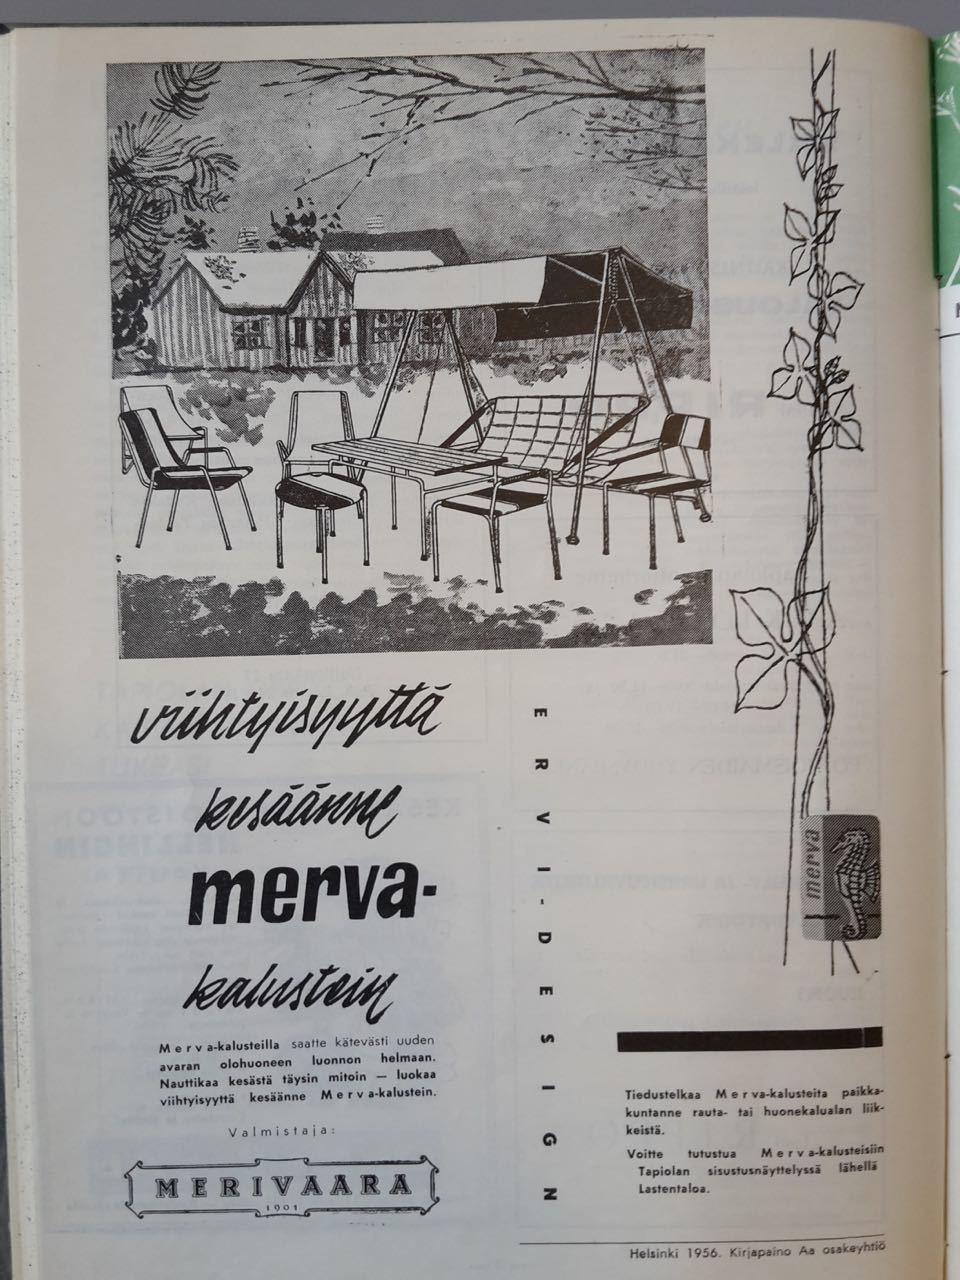 viihtyisyyttä
kesäänne
merva-
kalustein
Merva-kalusteilla saatte kätevästi uuden
avaran olohuoneen luonnon helmaan.
Nauttikaa kesästä täysin mitoin — luokaa
viihtyisyyttä kesäänne Merva-kalustein.
Valmistaja:
MERIVAARA
1901
ERVI-DESIGN
merva
Tiedustelkaa Merva-kalusteita paikka-
kuntanne rauta- tai huonekalualan liik-
keistä.
Voitte tutustua Merva-kalusteisiin
Tapiolan sisustusnäyttelyssä lähellä
Lastentaloa.
Helsinki 1956. Kirjapaino Aa osakeyhtiö